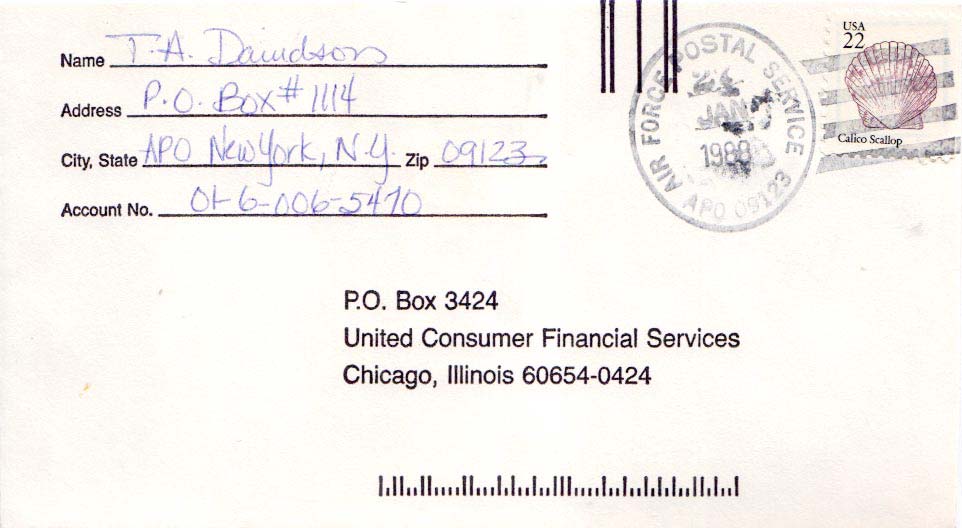 Name T. A. Davidson
Address P.O. Box #1114
City, State APO New York, N.Y. Zip 09123
Account No. 01-6-006-5470
AIR FORCE POSTAL SERVICE
JAN
1988
APO 09123
USA
22
Calico Scallop
P.O. Box 3424
United Consumer Financial Services
Chicago, Illinois 60654-0424